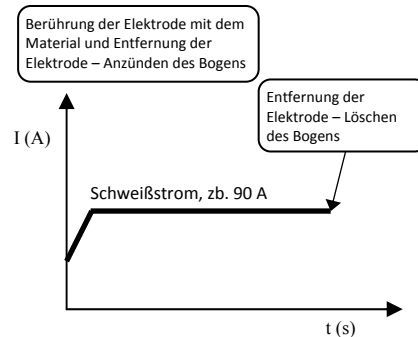 Berührung der Elektrode mit dem
Material und Entfernung der
Elektrode – Anzünden des Bogens
Entfernung der
Elektrode – Löschen
des Bogens
I (A)
Schweißstrom, zb. 90 A
t (s)